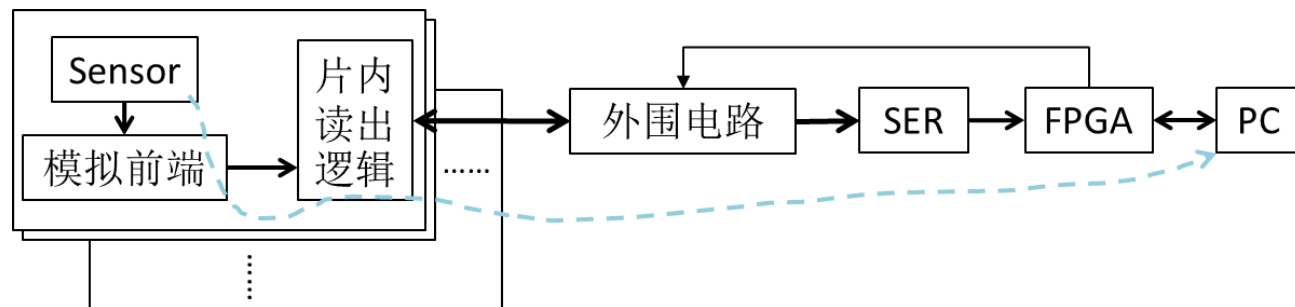 Sensor
模拟前端
片内
读出
逻辑
……
……
外围电路
SER
FPGA
PC